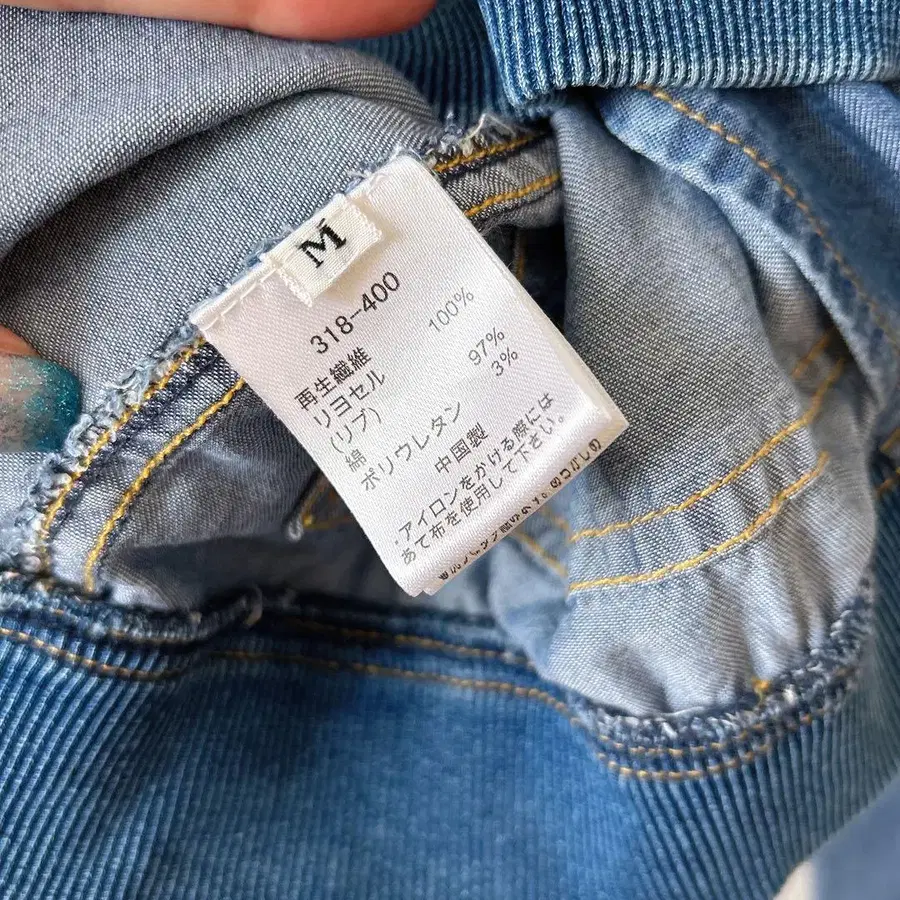 M
318-400
再生繊維
リヨセル 100%
(リブ)
綿 97%
ポリウレタン 3%
中国製
.アイロンをかける際には
あて布を使用して下さい。